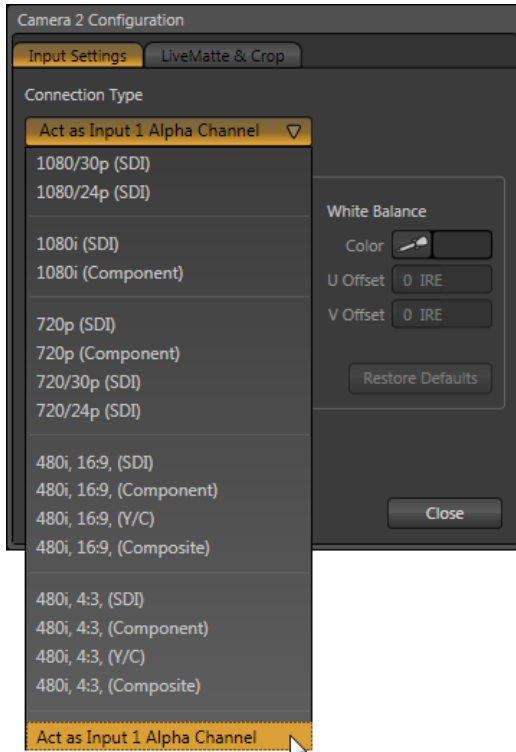 Camera 2 Configuration
Input Settings
LiveMatte & Crop
Connection Type
Act as Input 1 Alpha Channel
1080/30p (SDI)
1080/24p (SDI)
1080i (SDI)
1080i (Component)
720p (SDI)
720p (Component)
720/30p (SDI)
720/24p (SDI)
480i, 16:9, (SDI)
480i, 16:9, (Component)
480i, 16:9, (Y/C)
480i, 16:9, (Composite)
480i, 4:3, (SDI)
480i, 4:3, (Component)
480i, 4:3, (Y/C)
480i, 4:3, (Composite)
Act as Input 1 Alpha Channel
White Balance
Color
U Offset 0 IRE
V Offset 0 IRE
Restore Defaults
Close